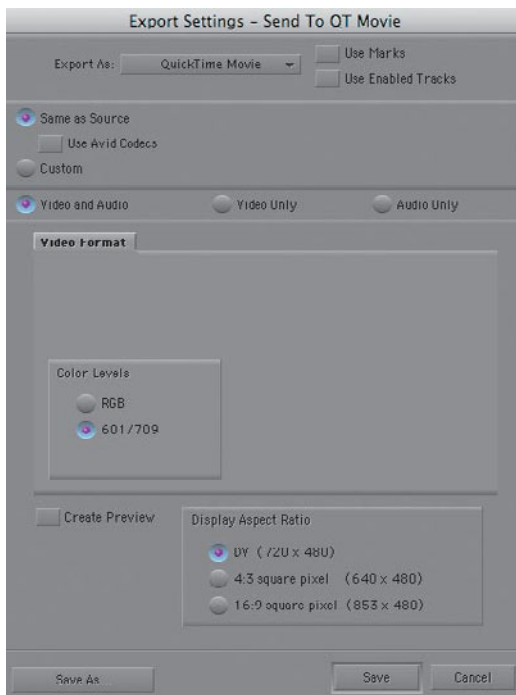 Export Settings – Send To QT Movie
Export As: QuickTime Movie
Use Marks
Use Enabled Tracks
Same as Source
Use Avid Codecs
Custom
Video and Audio
Video Only
Audio Only
Video Format
Color Levels
RGB
601/709
Create Preview
Display Aspect Ratio
DV (720 x 480)
4:3 square pixel (640 x 480)
16:9 square pixel (853 x 480)
Save As
Save
Cancel